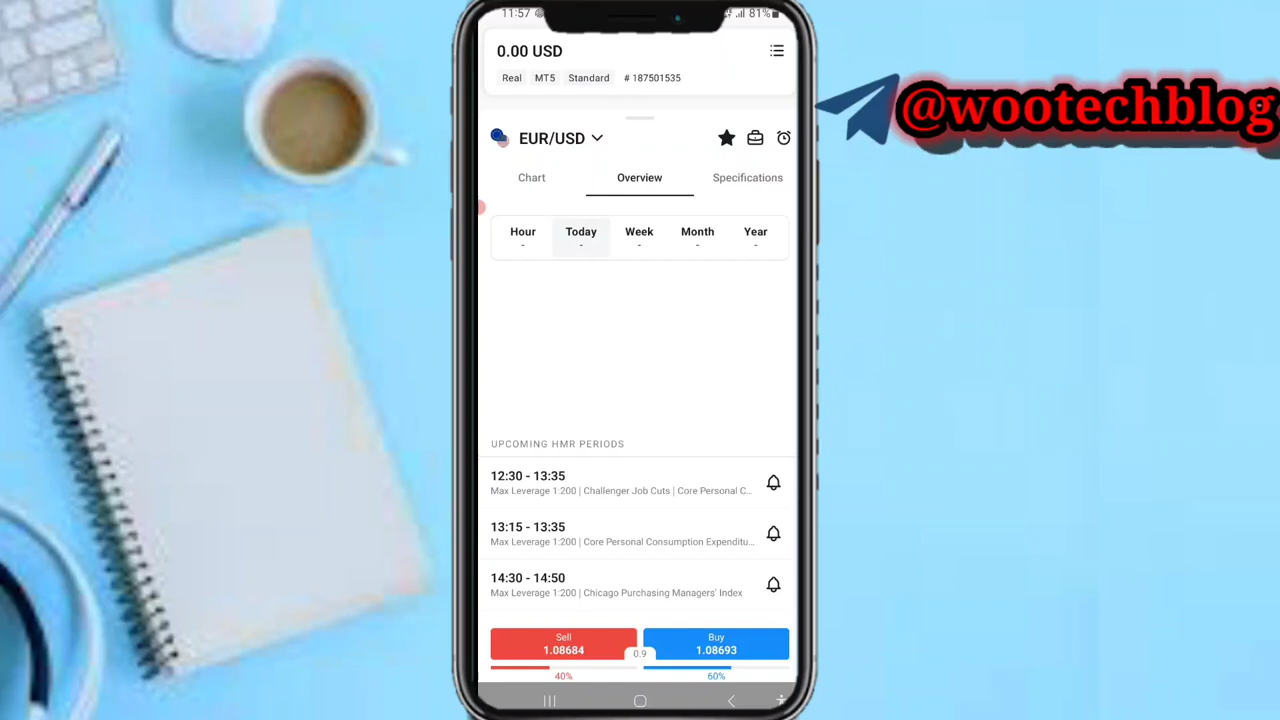 11:57
81%
0.00 USD
Real MT5 Standard # 187501535
@wootechblog
EUR/USD
Chart Overview Specifications
Hour Today Week Month Year
- - - - -
UPCOMING HMR PERIODS
12:30 - 13:35
Max Leverage 1:200 | Challenger Job Cuts | Core Personal C...
13:15 - 13:35
Max Leverage 1:200 | Core Personal Consumption Expenditu...
14:30 - 14:50
Max Leverage 1:200 | Chicago Purchasing Managers' Index
Sell Buy
1.08684 0.9 1.08693
40% 60%